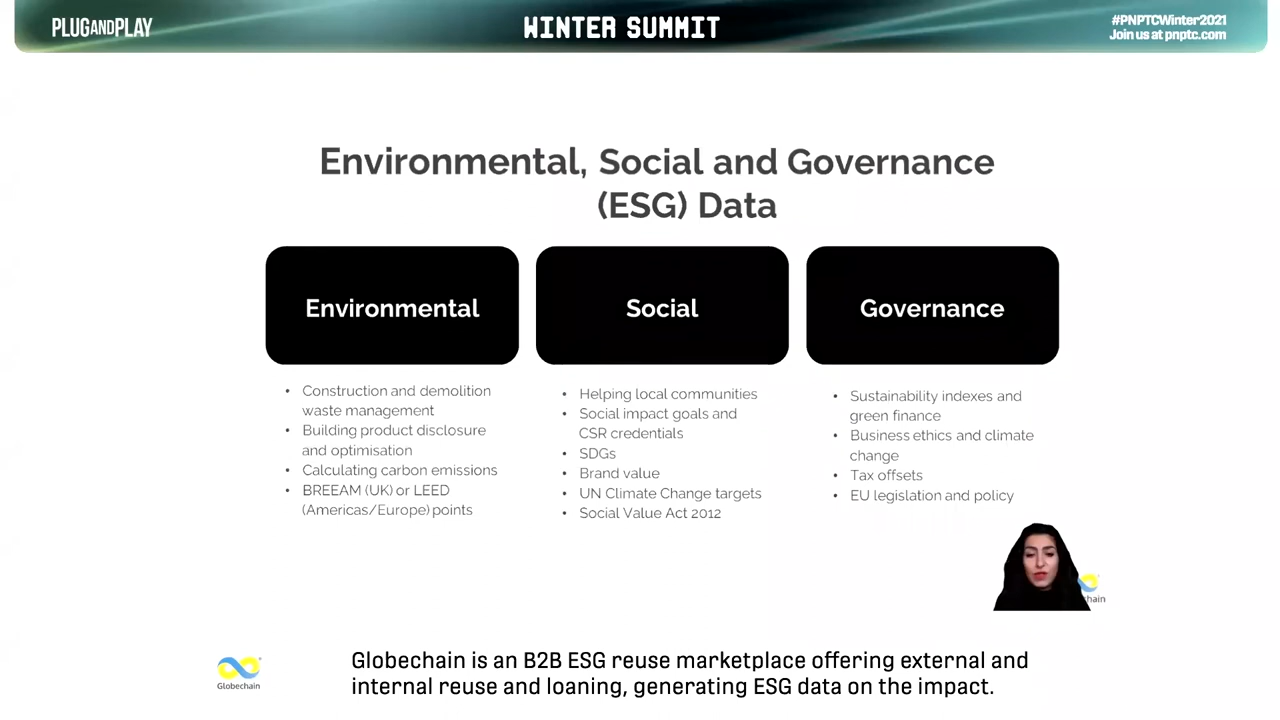 PLUGANDPLAY
WINTER SUMMIT
#PNPTCWinter2021
Join us at pnptc.com
Environmental, Social and Governance
(ESG) Data
Environmental
Social
Governance
• Construction and demolition
waste management
• Building product disclosure
and optimisation
• Calculating carbon emissions
• BREEAM (UK) or LEED
(Americas/Europe) points
• Helping local communities
• Social impact goals and
CSR credentials
• SDGs
• Brand value
• UN Climate Change targets
• Social Value Act 2012
• Sustainability indexes and
green finance
• Business ethics and climate
change
• Tax offsets
• EU legislation and policy
hain
Globechain
Globechain is an B2B ESG reuse marketplace offering external and
internal reuse and loaning, generating ESG data on the impact.